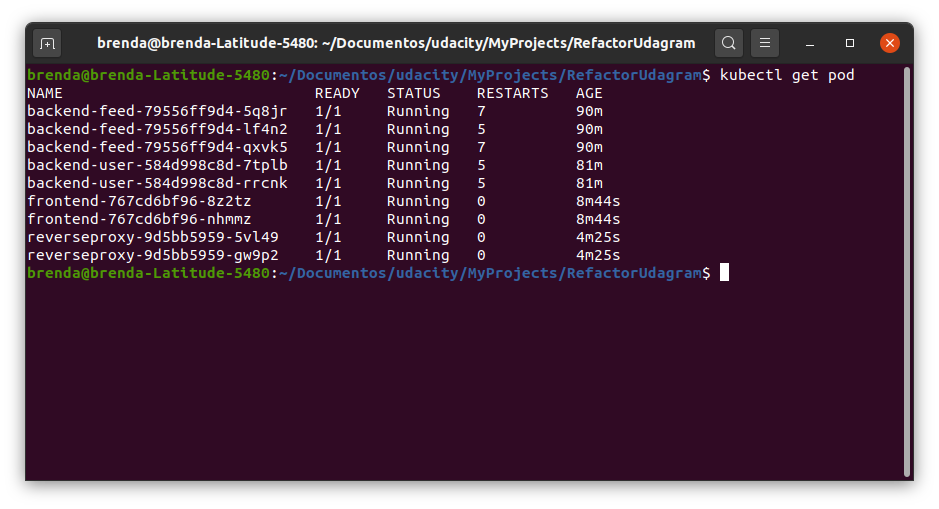 brenda@brenda-Latitude-5480: ~/Documentos/udacity/MyProjects/RefactorUdagram
brenda@brenda-Latitude-5480:~/Documentos/udacity/MyProjects/RefactorUdagram$ kubectl get pod
NAME READY STATUS RESTARTS AGE
backend-feed-79556ff9d4-5q8jr 1/1 Running 7 90m
backend-feed-79556ff9d4-lf4n2 1/1 Running 5 90m
backend-feed-79556ff9d4-qxvk5 1/1 Running 7 90m
backend-user-584d998c8d-7tplb 1/1 Running 5 81m
backend-user-584d998c8d-rrcnk 1/1 Running 5 81m
frontend-767cd6bf96-8z2tz 1/1 Running 0 8m44s
frontend-767cd6bf96-nhmmz 1/1 Running 0 8m44s
reverseproxy-9d5bb5959-5vl49 1/1 Running 0 4m25s
reverseproxy-9d5bb5959-gw9p2 1/1 Running 0 4m25s
brenda@brenda-Latitude-5480:~/Documentos/udacity/MyProjects/RefactorUdagram$